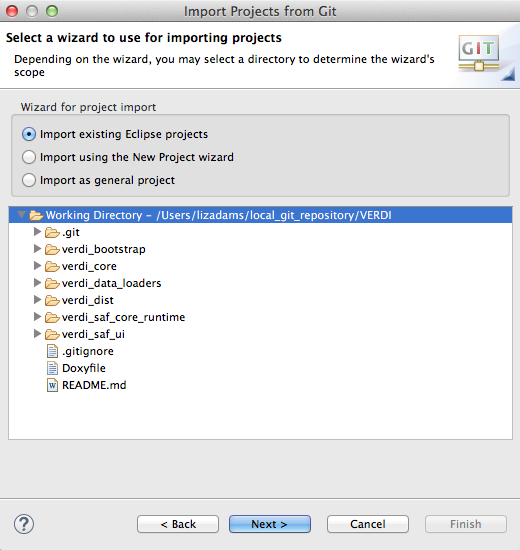 Import Projects from Git
Select a wizard to use for importing projects
Depending on the wizard, you may select a directory to determine the wizard's
scope
GIT
Wizard for project import
Import existing Eclipse projects
Import using the New Project wizard
Import as general project
Working Directory - /Users/lizadams/local_git_repository/VERDI
.git
verdi_bootstrap
verdi_core
verdi_data_loaders
verdi_dist
verdi_saf_core_runtime
verdi_saf_ui
.gitignore
Doxyfile
W
README.md
?
< Back
Next >
Cancel
Finish